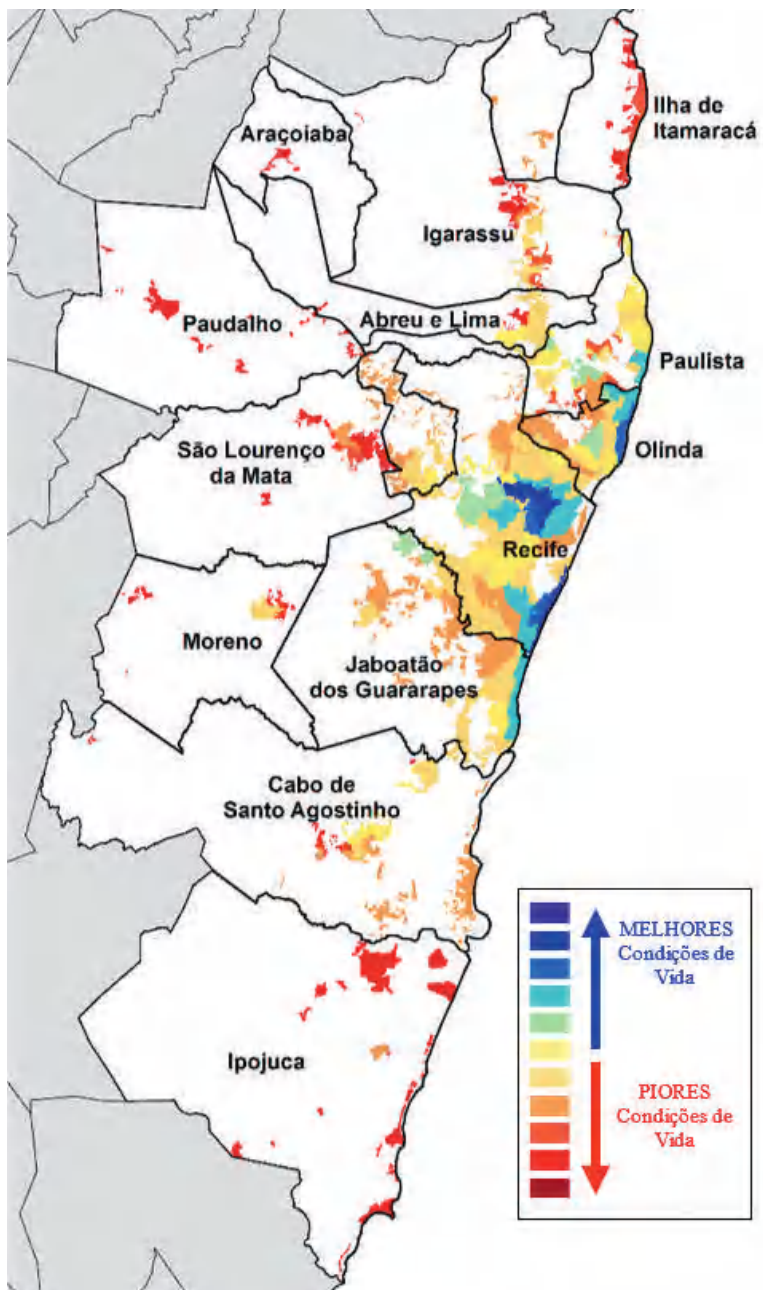 Araçoiaba
Ilha de
Itamaracá
Igarassu
Paudalho
Abreu e Lima
Paulista
São Lourenço
da Mata
Olinda
Recife
Moreno
Jaboatão
dos Guararapes
Cabo de
Santo Agostinho
Ipojuca
MELHORES
Condições de
Vida
PIORES
Condições de
Vida